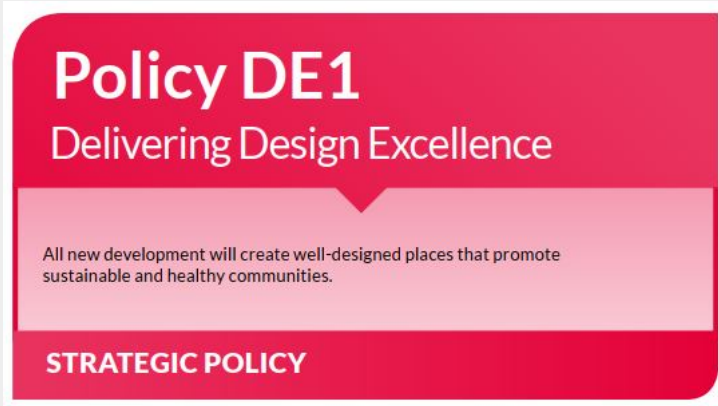 Policy DE1
Delivering Design Excellence
All new development will create well-designed places that promote
sustainable and healthy communities.
STRATEGIC POLICY